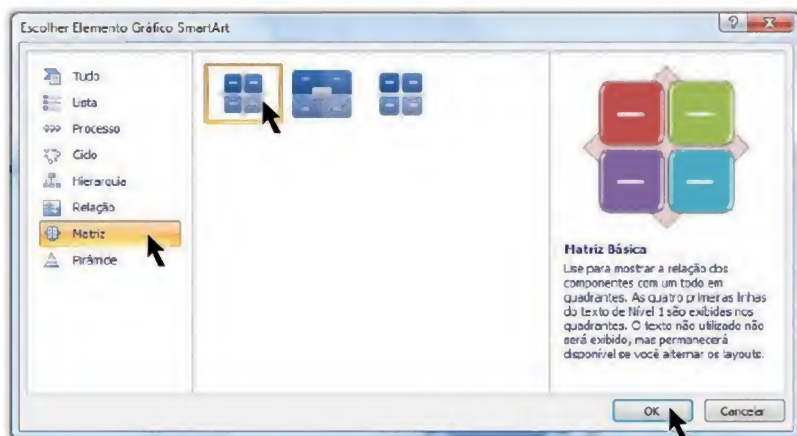 Escolher Elemento Gráfico SmartArt
Tudo
Lista
Processo
Ciclo
Hierarquia
Relação
Matriz
Pirâmide
Matriz Básica
Use para mostrar a relação dos
componentes com um todo em
quadrantes. As quatro primeiras linhas
do texto de Nível 1 são exibidas nos
quadrantes. O texto não utilizado não
será exibido, mas permanecerá
disponível se você alternar os layouts.
OK
Cancelar